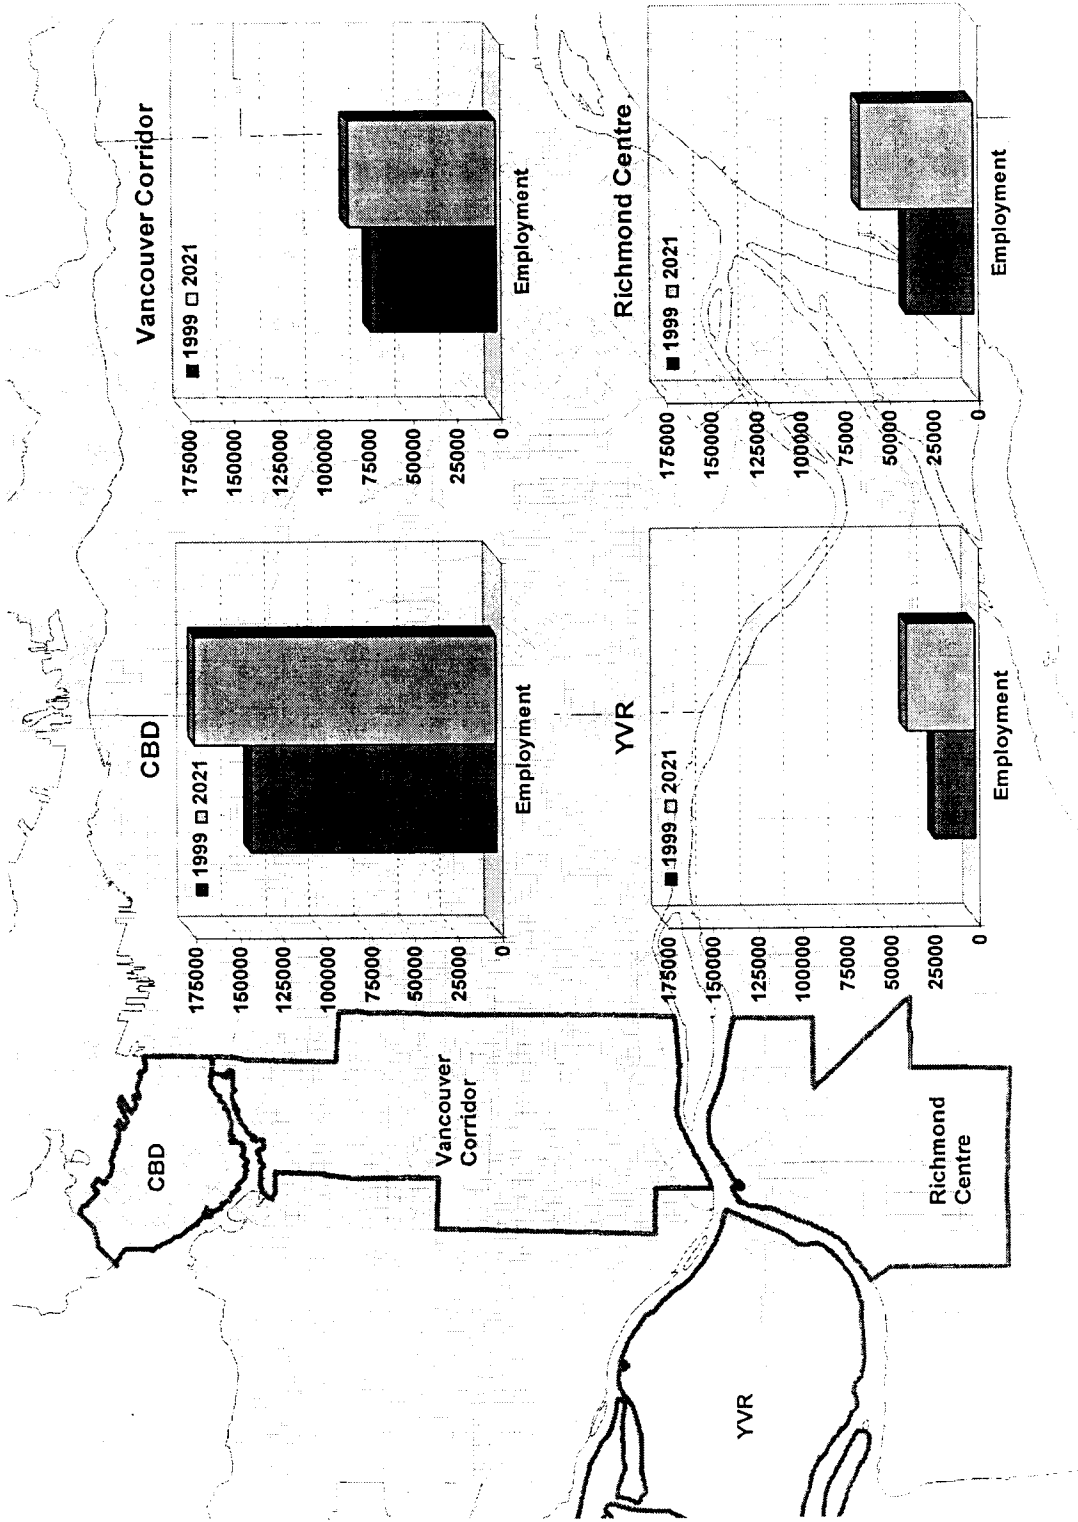 CBD
Vancouver
Corridor
YVR
Richmond
Centre
CBD
■ 1999 □ 2021
175000
150000
125000
100000
75000
50000
25000
0
Employment
Vancouver Corridor
■ 1999 □ 2021
175000
150000
125000
100000
75000
50000
25000
0
Employment
YVR
■ 1999 □ 2021
175000
150000
125000
100000
75000
50000
25000
0
Employment
Richmond Centre
■ 1999 □ 2021
175000
150000
125000
100000
75000
50000
25000
0
Employment